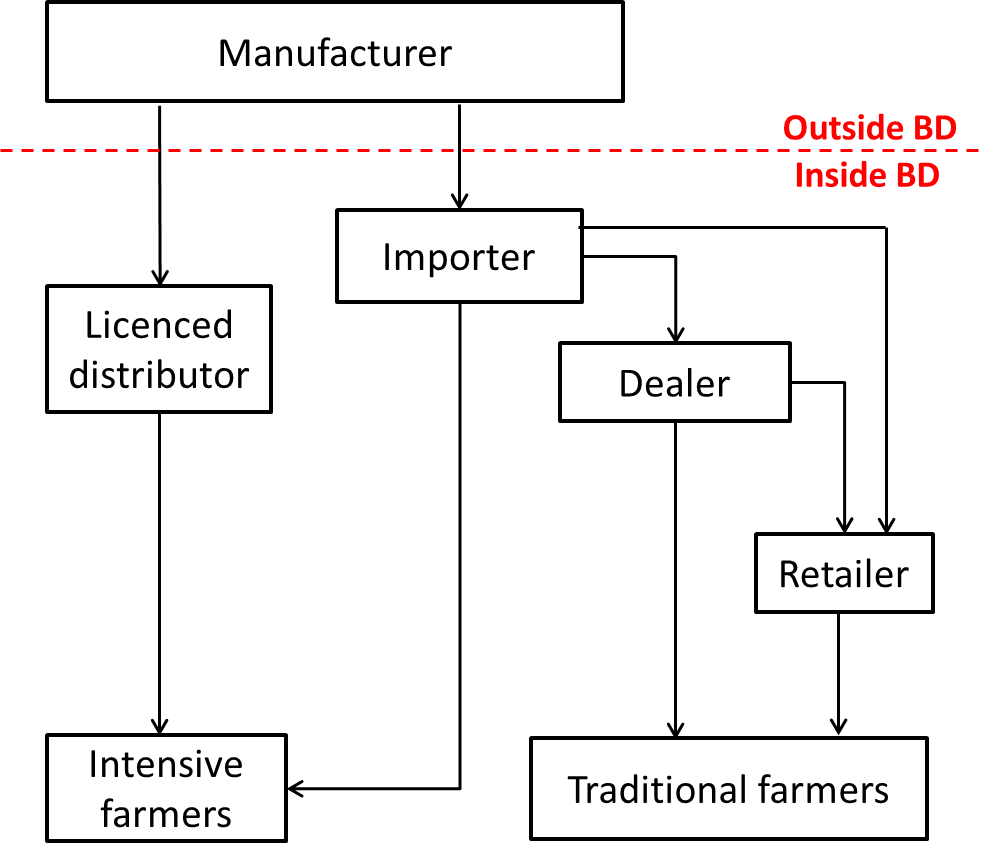 Manufacturer
Outside BD
Inside BD
Importer
Licenced
distributor
Dealer
Retailer
Intensive
farmers
Traditional farmers